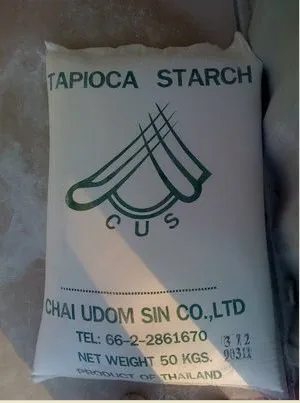 TAPIOCA STARCH
CUS
CHAI UDOM SIN CO.,LTD
TEL: 66-2-2861670
NET WEIGHT 50 KGS.
PRODUCT OF THAILAND